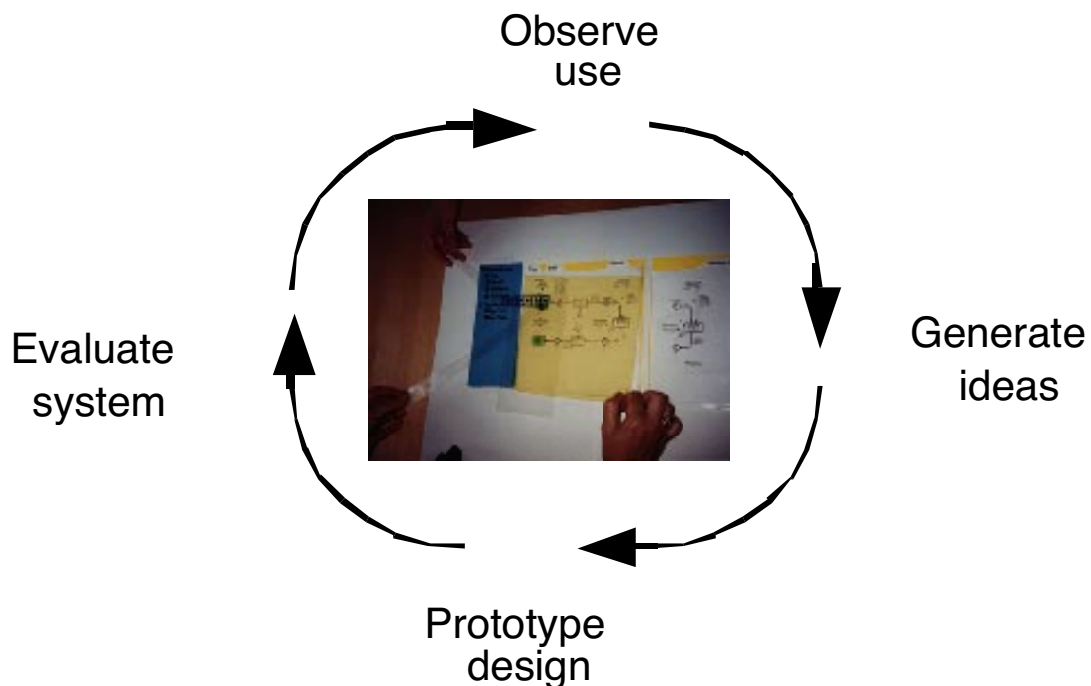 Observe
use
Generate
ideas
Evaluate
system
Prototype
design